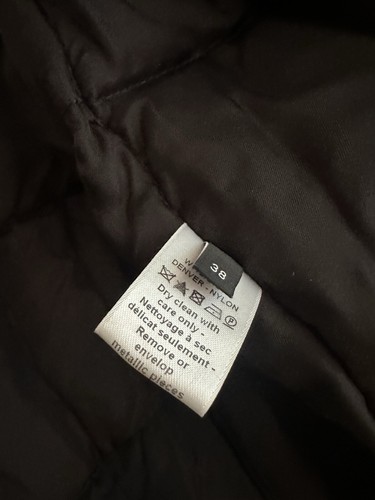 38
DENVER - NYLON
Dry clean with
care only -
Nettoyage à sec
délicat seulement -
Remove or
envelop
metallic pieces